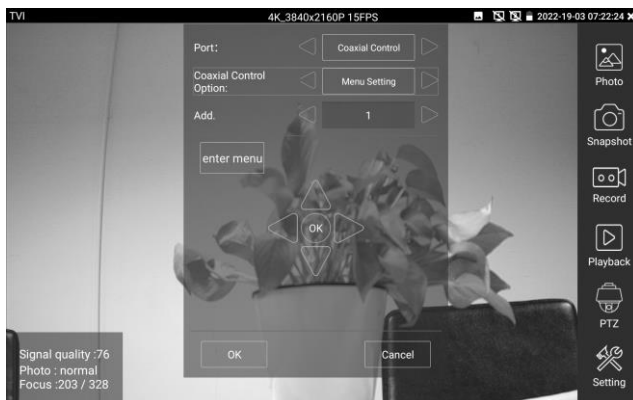 TVI 4K_3840x2160P 15FPS 2022-19-03 07:22:24
Port: Coaxial Control
Coaxial Control
Option: Menu Setting
Add. 1
enter menu
OK
OK Cancel
Signal quality :76
Photo : normal
Focus :203 / 328
Photo
Snapshot
Record
Playback
PTZ
Setting